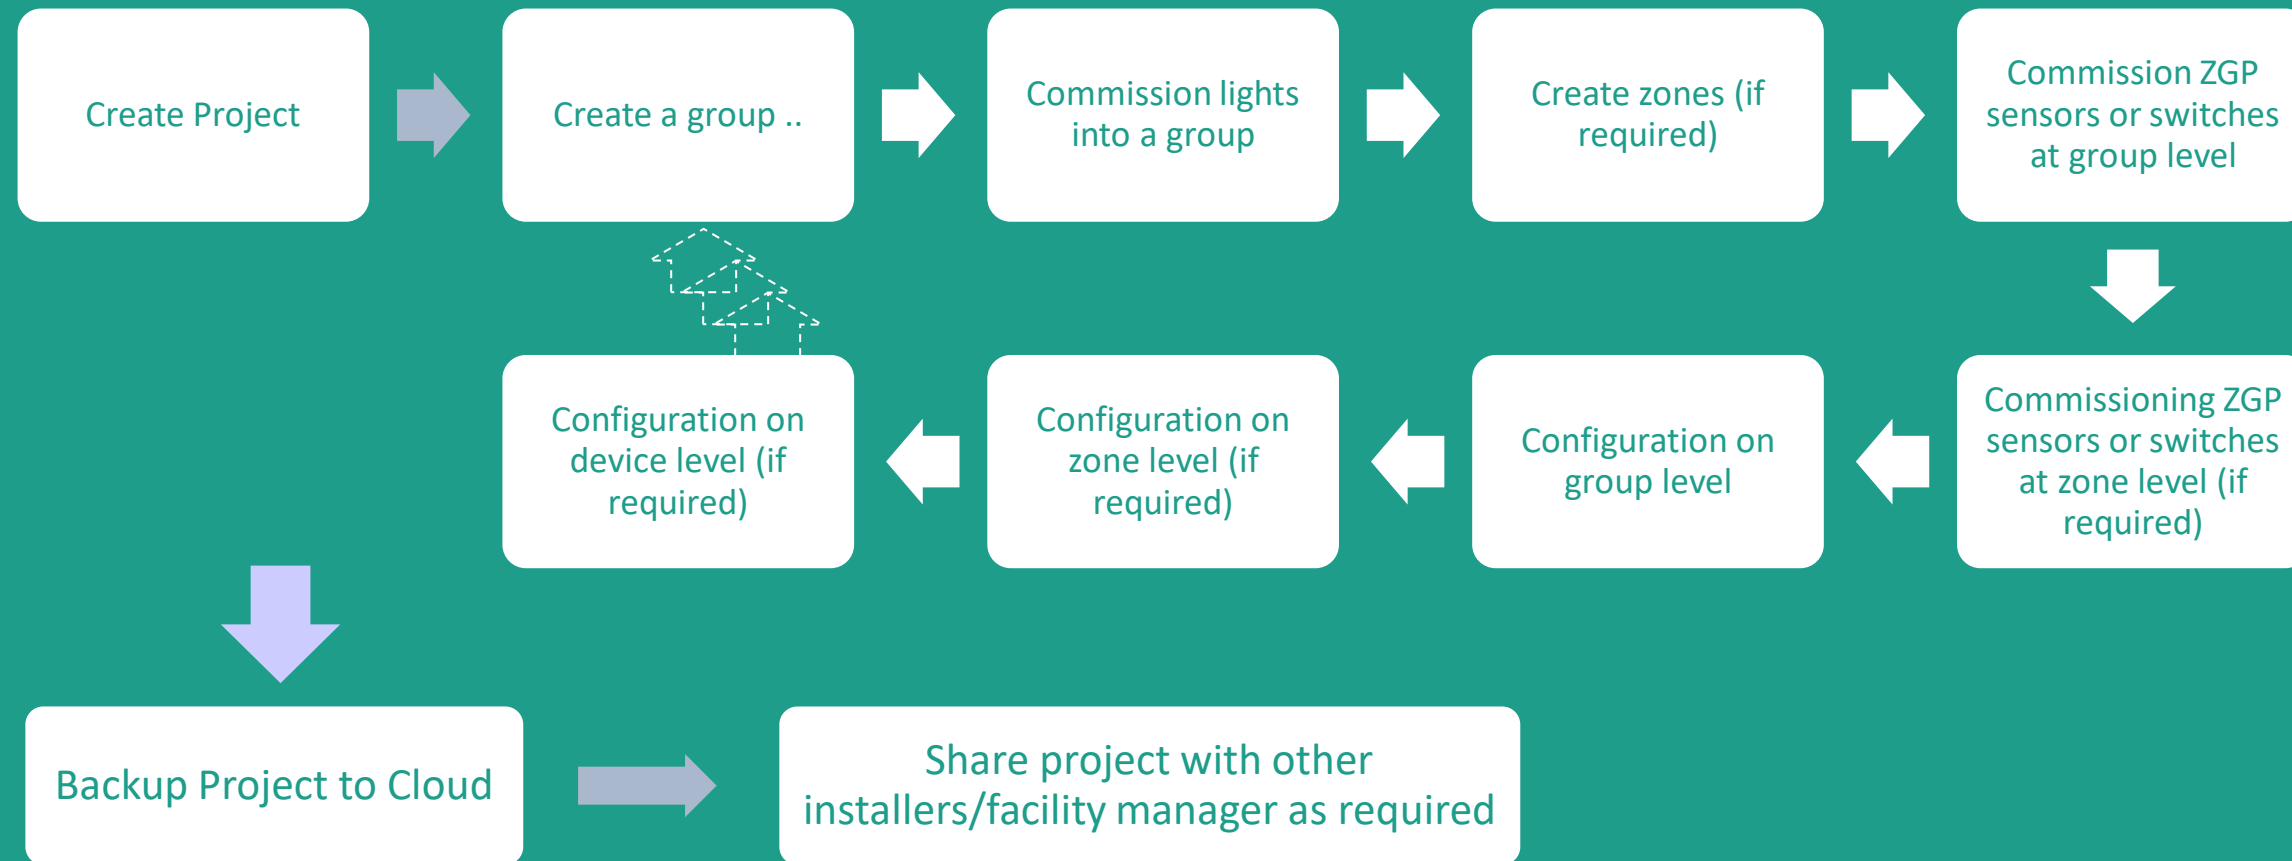 Create Project
Create a group ..
Commission lights
into a group
Create zones (if
required)
Commission ZGP
sensors or switches
at group level
Configuration on
device level (if
required)
Configuration on
zone level (if
required)
Configuration on
group level
Commissioning ZGP
sensors or switches
at zone level (if
required)
Backup Project to Cloud
Share project with other
installers/facility manager as required